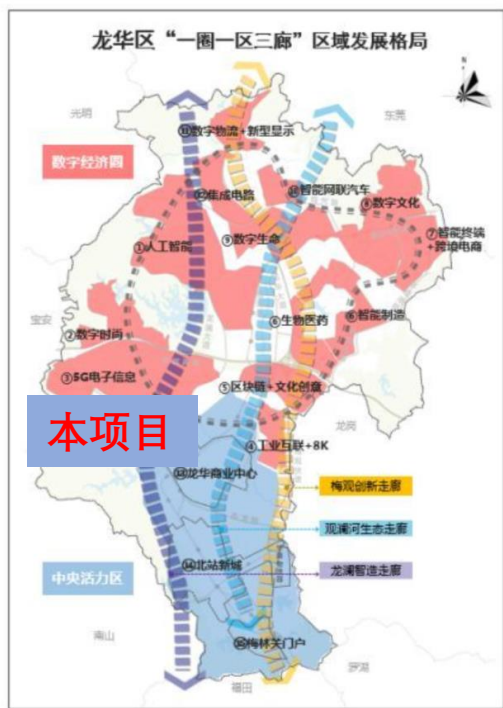 龙华区“一圈一区三廊”区域发展格局
N
光明
东莞
⑪数字物流+新型显示
数字经济圈
⑩智能网联汽车
⑫集成电路
⑧数字文化
⑨数字生命
⑦智能终端
+跨境电商
①人工智能
宝安
⑥生物医药
⑥智能制造
②数字时尚
③5G电子信息
⑤区块链+文化创意
本项目
龙岗
④工业互联+8K
⑬龙华商业中心
梅观创新走廊
观澜河生态走廊
⑭北站新城
龙澜智造走廊
中央活力区
南山
⑮梅林关门户
罗湖
福田